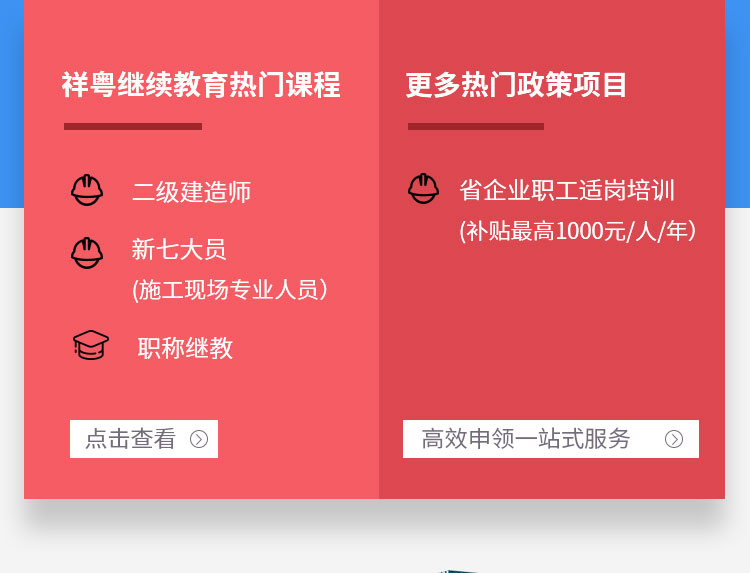 祥粤继续教育热门课程
二级建造师
新七大员
(施工现场专业人员）
职称继教
点击查看
更多热门政策项目
省企业职工适岗培训
(补贴最高1000元/人/年）
高效申领一站式服务